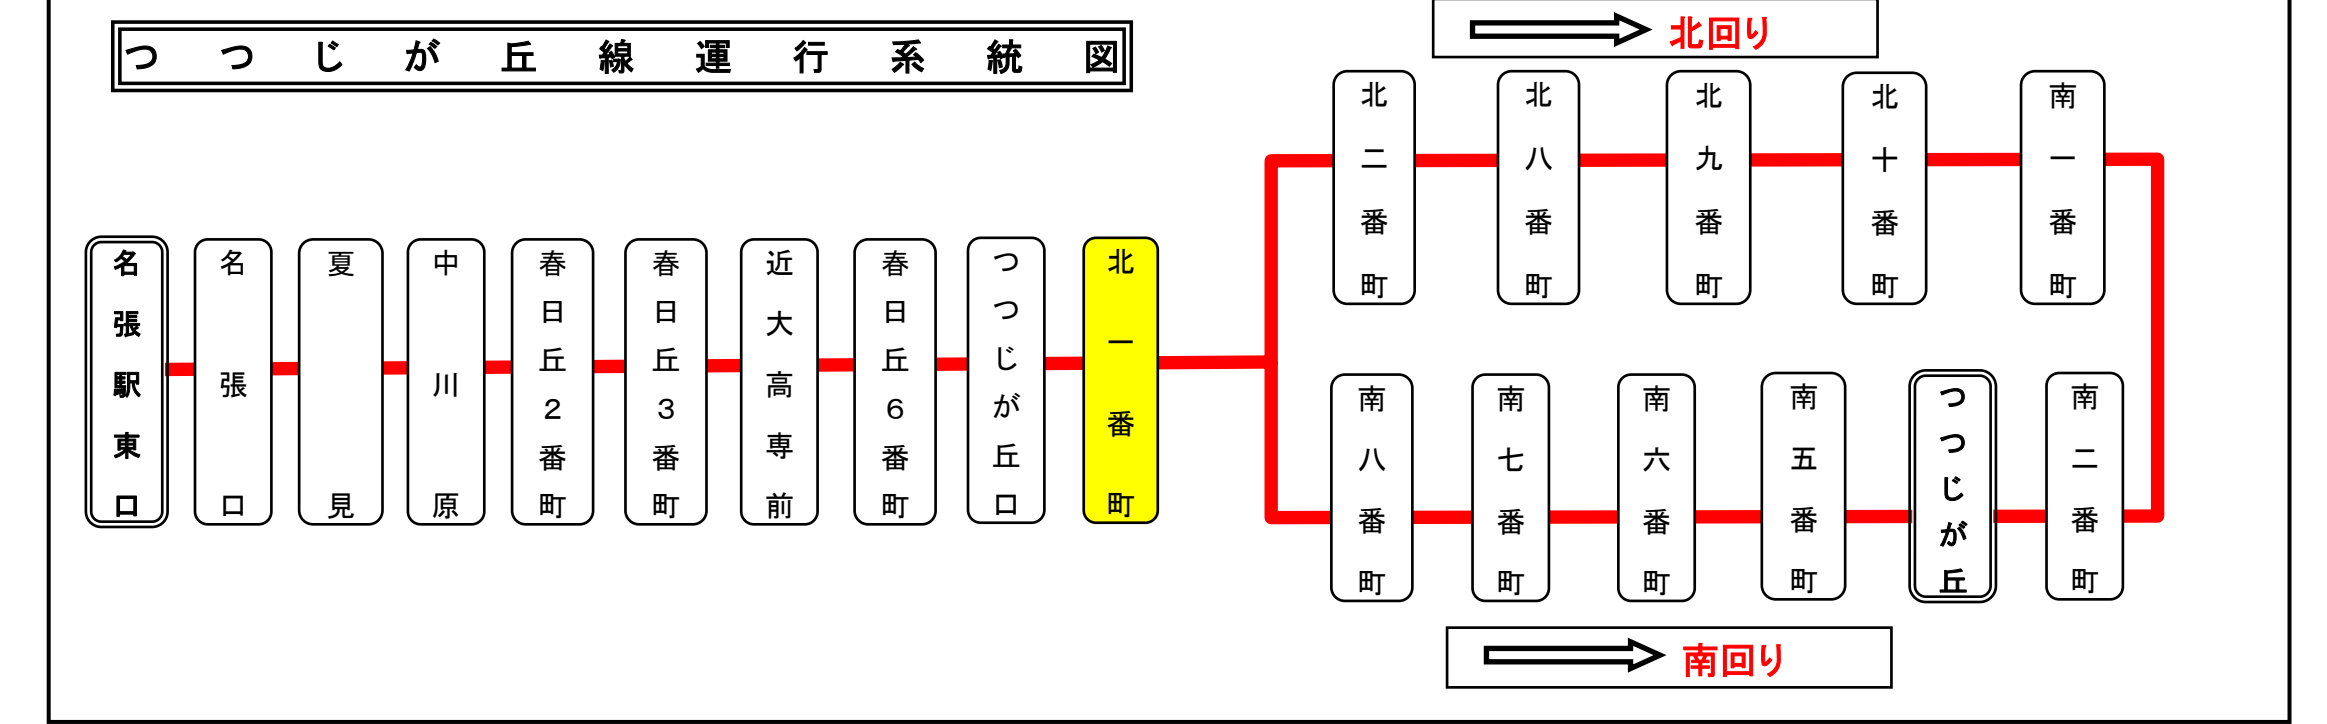 つつじが丘線運行系統図
北回り
北二番町
北八番町
北九番町
北十番町
南一番町
名張駅東口
名張口
夏見
中川原
春日丘2番町
春日丘3番町
近大高専前
春日丘6番町
つつじが丘口
北一番町
南八番町
南七番町
南六番町
南五番町
つつじが丘
南二番町
南回り